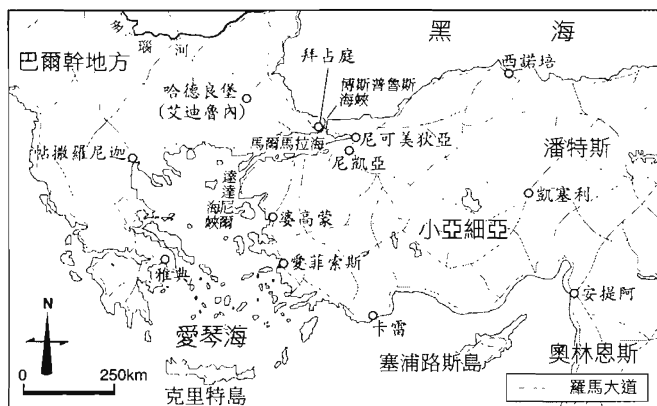 多
瑙
河
黑 海
巴爾幹地方
拜占庭
西諾培
博斯普魯斯
海峽
哈德良堡
(艾迪魯內)
馬爾馬拉海
尼可美狄亞
帖撒羅尼迦
尼凱亞
潘特斯
達達
尼爾
海峽
凱塞利
婆高蒙
小亞細亞
愛菲索斯
雅典
安提阿
N
卡雷
愛琴海
塞浦路斯島
奧林恩斯
0 250km
克里特島
羅馬大道